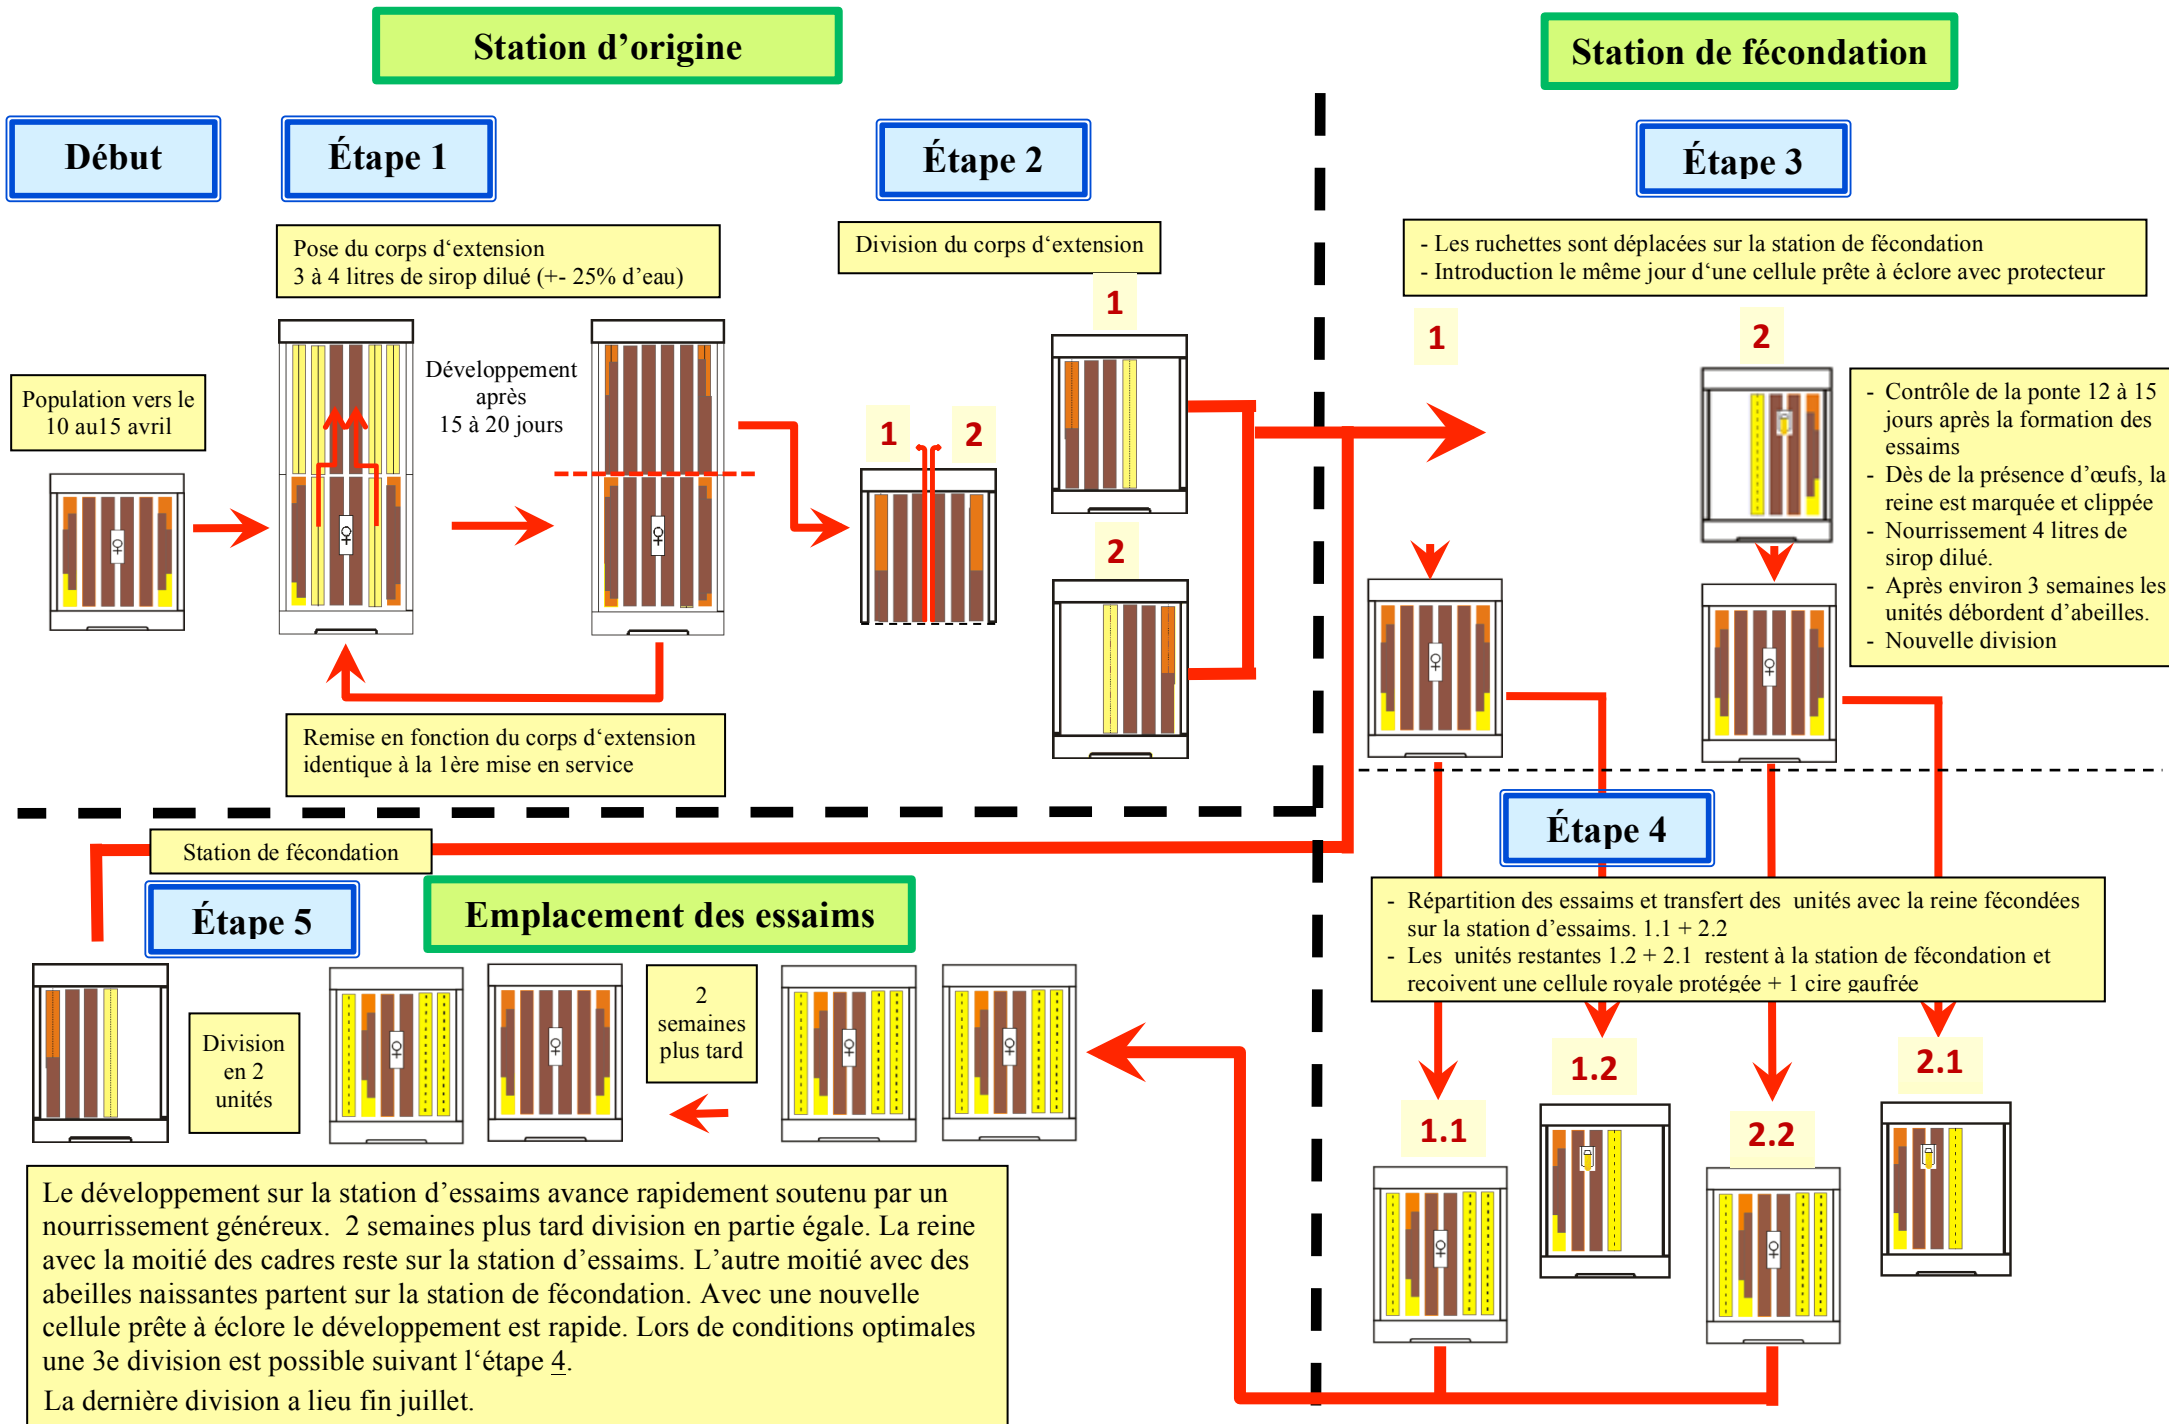 Station d’origine
Station de fécondation
Début
Étape 1
Étape 2
Étape 3
Pose du corps d‘extension
3 à 4 litres de sirop dilué (+- 25% d’eau)
Division du corps d‘extension
- Les ruchettes sont déplacées sur la station de fécondation
- Introduction le même jour d‘une cellule prête à éclore avec protecteur
1
1
2
Population vers le
10 au15 avril
Développement
après
15 à 20 jours
1
2
2
- Contrôle de la ponte 12 à 15
jours après la formation des
essaims
- Dès de la présence d’œufs, la
reine est marquée et clippée
- Nourrissement 4 litres de
sirop dilué.
- Après environ 3 semaines les
unités débordent d’abeilles.
- Nouvelle division
Remise en fonction du corps d‘extension
identique à la 1ère mise en service
Étape 4
- Répartition des essaims et transfert des unités avec la reine fécondées
sur la station d’essaims. 1.1 + 2.2
- Les unités restantes 1.2 + 2.1 restent à la station de fécondation et
recoivent une cellule royale protégée + 1 cire gaufrée
1.2
2.1
1.1
2.2
Station de fécondation
Étape 5
Emplacement des essaims
Division
en 2
unités
2
semaines
plus tard
Le développement sur la station d’essaims avance rapidement soutenu par un
nourrissement généreux. 2 semaines plus tard division en partie égale. La reine
avec la moitié des cadres reste sur la station d’essaims. L’autre moitié avec des
abeilles naissantes partent sur la station de fécondation. Avec une nouvelle
cellule prête à éclore le développement est rapide. Lors de conditions optimales
une 3e division est possible suivant l‘étape 4.
La dernière division a lieu fin juillet.